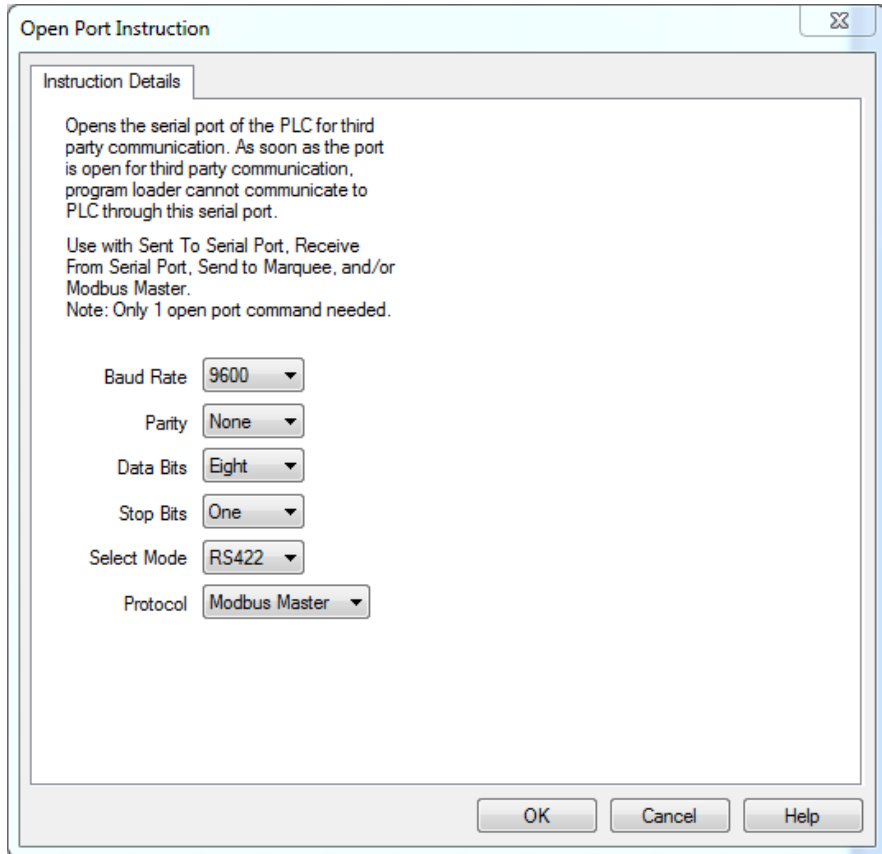 Open Port Instruction
Instruction Details
Opens the serial port of the PLC for third
party communication. As soon as the port
is open for third party communication,
program loader cannot communicate to
PLC through this serial port.
Use with Sent To Serial Port, Receive
From Serial Port, Send to Marquee, and/or
Modbus Master.
Note: Only 1 open port command needed.
Baud Rate 9600
Parity None
Data Bits Eight
Stop Bits One
Select Mode RS422
Protocol Modbus Master
OK Cancel Help